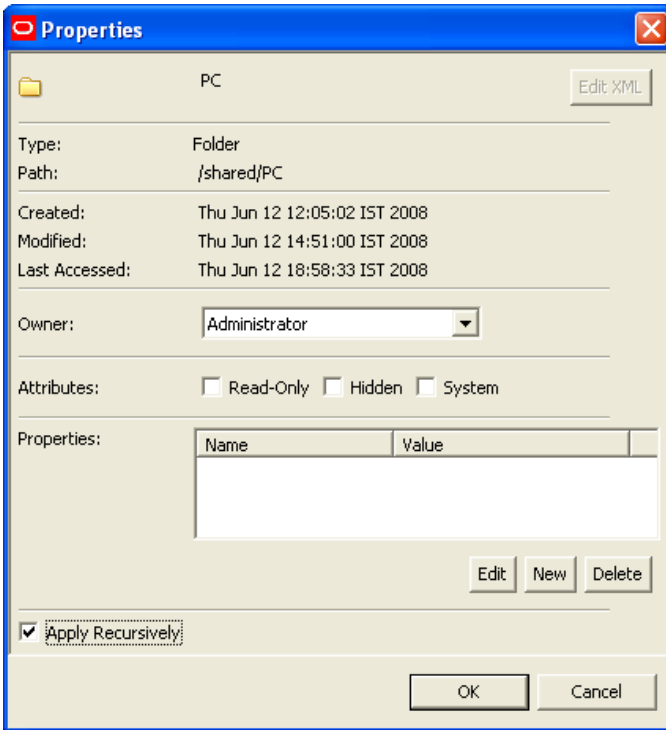 Properties
PC
Edit XML
Type: Folder
Path: /shared/PC
Created: Thu Jun 12 12:05:02 IST 2008
Modified: Thu Jun 12 14:51:00 IST 2008
Last Accessed: Thu Jun 12 18:58:33 IST 2008
Owner: Administrator
Attributes: Read-Only Hidden System
Properties: Name Value
Edit New Delete
Apply Recursively
OK Cancel